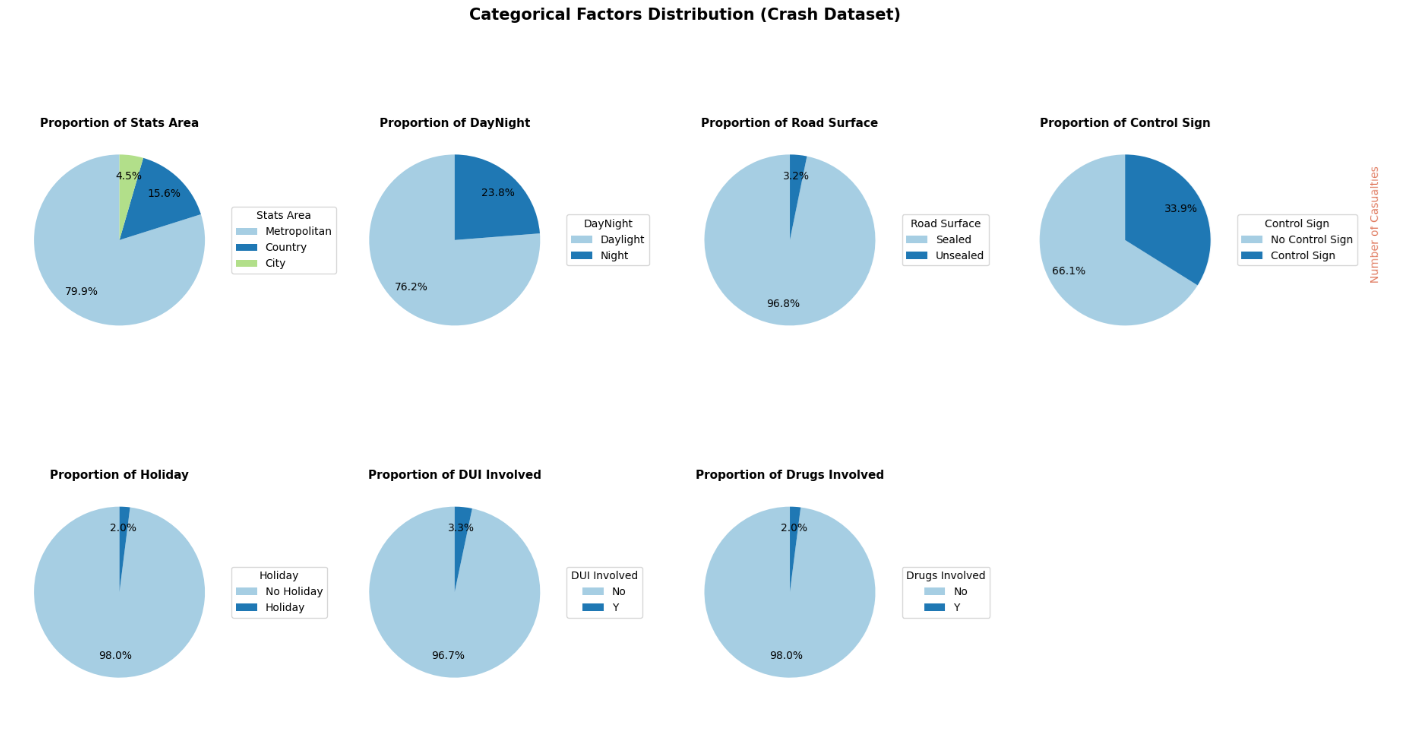 Categorical Factors Distribution (Crash Dataset)
Proportion of Stats Area
4.5%
15.6%
79.9%
Stats Area
Metropolitan
Country
City
Proportion of DayNight
23.8%
76.2%
DayNight
Daylight
Night
Proportion of Road Surface
3.2%
96.8%
Road Surface
Sealed
Unsealed
Proportion of Control Sign
33.9%
66.1%
Control Sign
No Control Sign
Control Sign
Number of Casualties
Proportion of Holiday
2.0%
98.0%
Holiday
No Holiday
Holiday
Proportion of DUI Involved
3.3%
96.7%
DUI Involved
No
Y
Proportion of Drugs Involved
2.0%
98.0%
Drugs Involved
No
Y